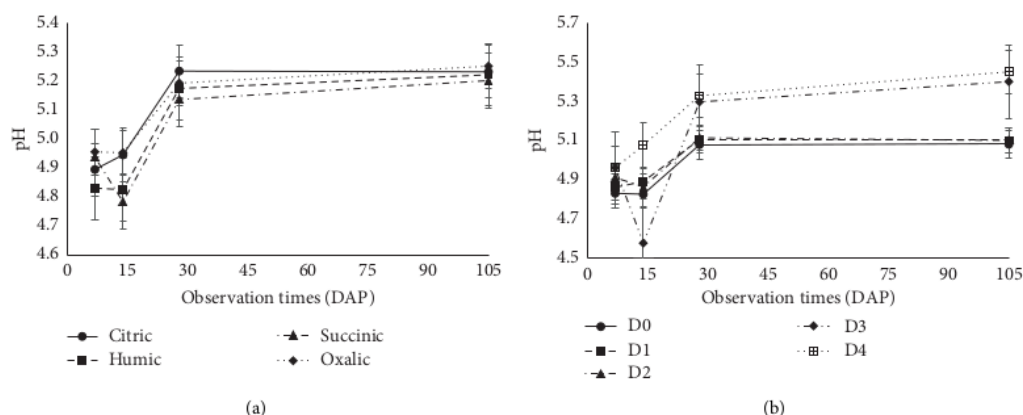 5.4
5.3
5.2
5.1
5.0
4.9
4.8
4.7
4.6
pH
0 15 30 45 60 75 90 105
Observation times (DAP)
Citric
Humic
Succinic
Oxalic
(a)
5.7
5.5
5.3
5.1
4.9
4.7
4.5
pH
0 15 30 45 60 75 90 105
Observation times (DAP)
D0
D1
D2
D3
D4
(b)